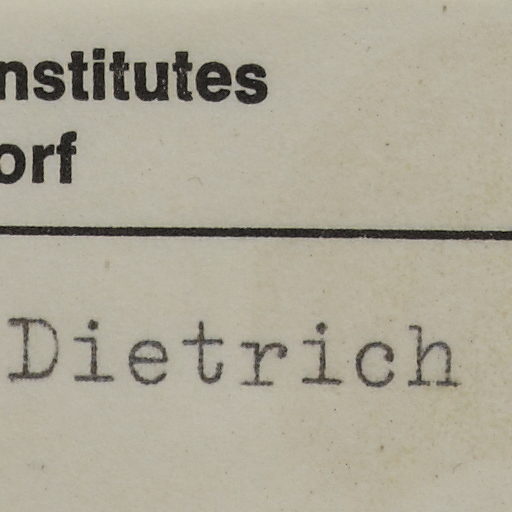 nstitutes
orf
Dietrich